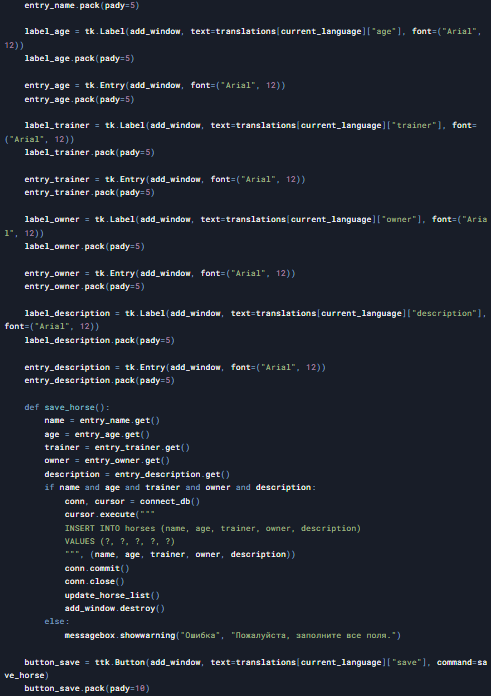 entry_name.pack(pady=5)
label_age = tk.Label(add_window, text=translations[current_language]["age"], font=("Arial",
12))
label_age.pack(pady=5)
entry_age = tk.Entry(add_window, font=("Arial", 12))
entry_age.pack(pady=5)
label_trainer = tk.Label(add_window, text=translations[current_language]["trainer"], font=
("Arial", 12))
label_trainer.pack(pady=5)
entry_trainer = tk.Entry(add_window, font=("Arial", 12))
entry_trainer.pack(pady=5)
label_owner = tk.Label(add_window, text=translations[current_language]["owner"], font=("Aria
l", 12))
label_owner.pack(pady=5)
entry_owner = tk.Entry(add_window, font=("Arial", 12))
entry_owner.pack(pady=5)
label_description = tk.Label(add_window, text=translations[current_language]["description"],
font=("Arial", 12))
label_description.pack(pady=5)
entry_description = tk.Entry(add_window, font=("Arial", 12))
entry_description.pack(pady=5)
def save_horse():
name = entry_name.get()
age = entry_age.get()
trainer = entry_trainer.get()
owner = entry_owner.get()
description = entry_description.get()
if name and age and trainer and owner and description:
conn, cursor = connect_db()
cursor.execute("""
INSERT INTO horses (name, age, trainer, owner, description)
VALUES (?, ?, ?, ?, ?)
""", (name, age, trainer, owner, description))
conn.commit()
conn.close()
update_horse_list()
add_window.destroy()
else:
messagebox.showwarning("Ошибка", "Пожалуйста, заполните все поля.")
button_save = ttk.Button(add_window, text=translations[current_language]["save"], command=sa
ve_horse)
button_save.pack(pady=10)